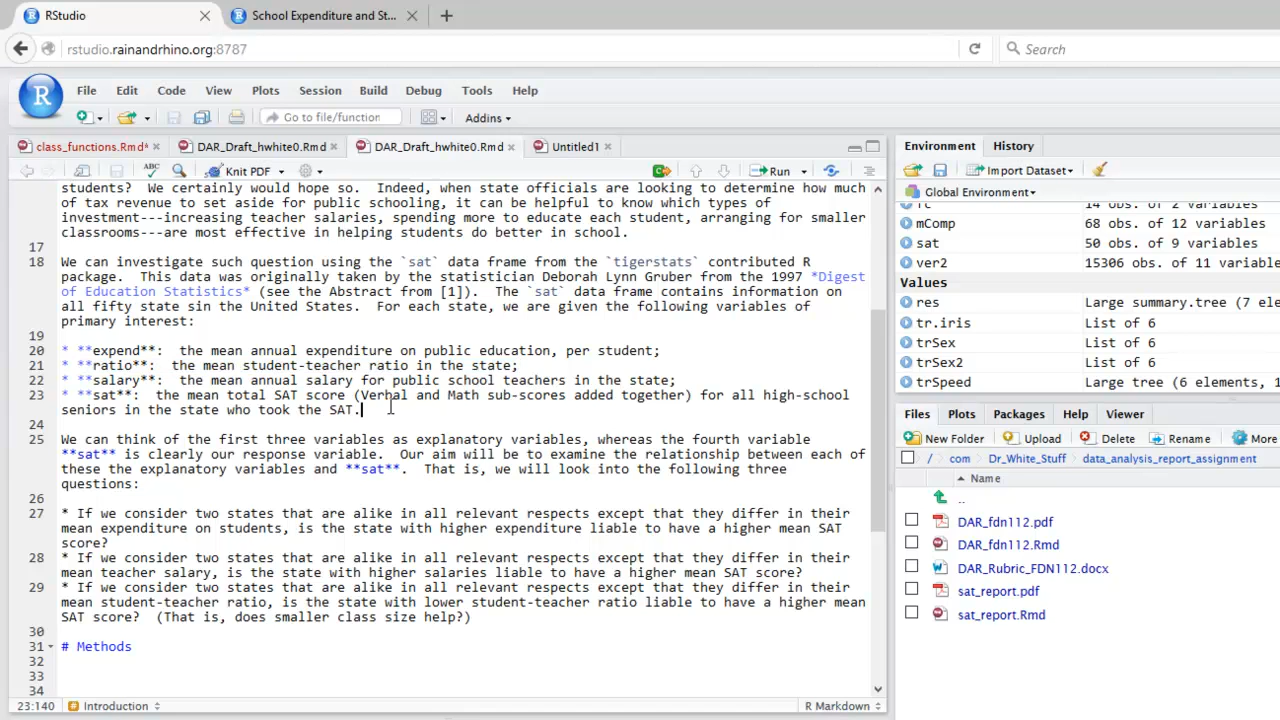 RStudio
School Expenditure and St...
rstudio.rainandrhino.org:8787
Search
R
File Edit Code View Plots Session Build Debug Tools Help
Go to file/function
Addins
class_functions.Rmd*
DAR_Draft_hwhite0.Rmd
DAR_Draft_hwhite0.Rmd
Untitled1
ABC
Knit PDF
Run
students?  We certainly would hope so.  Indeed, when state officials are looking to determine how much
of tax revenue to set aside for public schooling, it can be helpful to know which types of
investment---increasing teacher salaries, spending more to educate each student, arranging for smaller
classrooms---are most effective in helping students do better in school.
17
18 We can investigate such question using the `sat` data frame from the `tigerstats` contributed R
package.  This data was originally taken by the statistician Deborah Lynn Gruber from the 1997 *Digest
of Education Statistics* (see the Abstract from [1]).  The `sat` data frame contains information on
all fifty state sin the United States.  For each state, we are given the following variables of
primary interest:
19
20 * **expend**:  the mean annual expenditure on public education, per student;
21 * **ratio**:  the mean student-teacher ratio in the state;
22 * **salary**:  the mean annual salary for public school teachers in the state;
23 * **sat**:  the mean total SAT score (Verbal and Math sub-scores added together) for all high-school
seniors in the state who took the SAT.
24
25 We can think of the first three variables as explanatory variables, whereas the fourth variable
**sat** is clearly our response variable.  Our aim will be to examine the relationship between each of
these the explanatory variables and **sat**.  That is, we will look into the following three
questions:
26
27 * If we consider two states that are alike in all relevant respects except that they differ in their
mean expenditure on students, is the state with higher expenditure liable to have a higher mean SAT
score?
28 * If we consider two states that are alike in all relevant respects except that they differ in their
mean teacher salary, is the state with higher salaries liable to have a higher mean SAT score?
29 * If we consider two states that are alike in all relevant respects except that they differ in their
mean student-teacher ratio, is the state with lower student-teacher ratio liable to have a higher mean
SAT score?  (That is, does smaller class size help?)
30
31 # Methods
32
33
34
23:140 # Introduction R Markdown
Environment History
Import Dataset
Global Environment
rc 14 obs. of 2 variables
mComp 68 obs. of 12 variables
sat 50 obs. of 9 variables
ver2 15306 obs. of 11 variables
Values
res Large summary.tree (7 el
tr.iris List of 6
trSex List of 6
trSex2 List of 6
trSpeed Large tree (6 elements,
Files Plots Packages Help Viewer
New Folder Upload Delete Rename More
/ com Dr_White_Stuff data_analysis_report_assignment
Name
..
DAR_fdn112.pdf
DAR_fdn112.Rmd
DAR_Rubric_FDN112.docx
sat_report.pdf
sat_report.Rmd